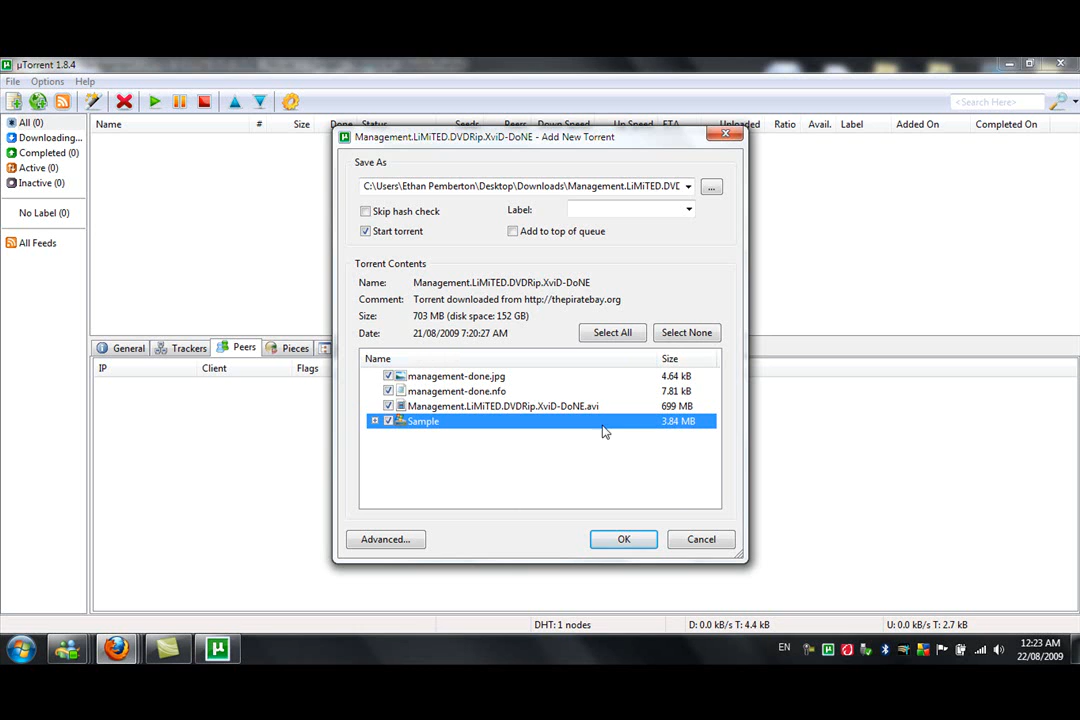 µTorrent 1.8.4
File Options Help
<Search Here>
All (0)
Downloading...
Completed (0)
Active (0)
Inactive (0)
No Label (0)
All Feeds
Name # Size Done Status Seeds Peers Down Speed Up Speed ETA Uploaded Ratio Avail. Label Added On Completed On
Management.LiMiTED.DVDRip.XviD-DoNE - Add New Torrent
Save As
C:\Users\Ethan Pemberton\Desktop\Downloads\Management.LiMiTED.DVD
...
Skip hash check Label:
Start torrent Add to top of queue
Torrent Contents
Name: Management.LiMiTED.DVDRip.XviD-DoNE
Comment: Torrent downloaded from http://thepiratebay.org
Size: 703 MB (disk space: 152 GB)
Date: 21/08/2009 7:20:27 AM
Select All Select None
Name Size
management-done.jpg 4.64 kB
management-done.nfo 7.81 kB
Management.LiMiTED.DVDRip.XviD-DoNE.avi 699 MB
Sample 3.84 MB
Advanced... OK Cancel
General Trackers Peers Pieces
IP Client Flags
DHT: 1 nodes D: 0.0 kB/s T: 4.4 kB U: 0.0 kB/s T: 2.7 kB
EN
12:23 AM
22/08/2009